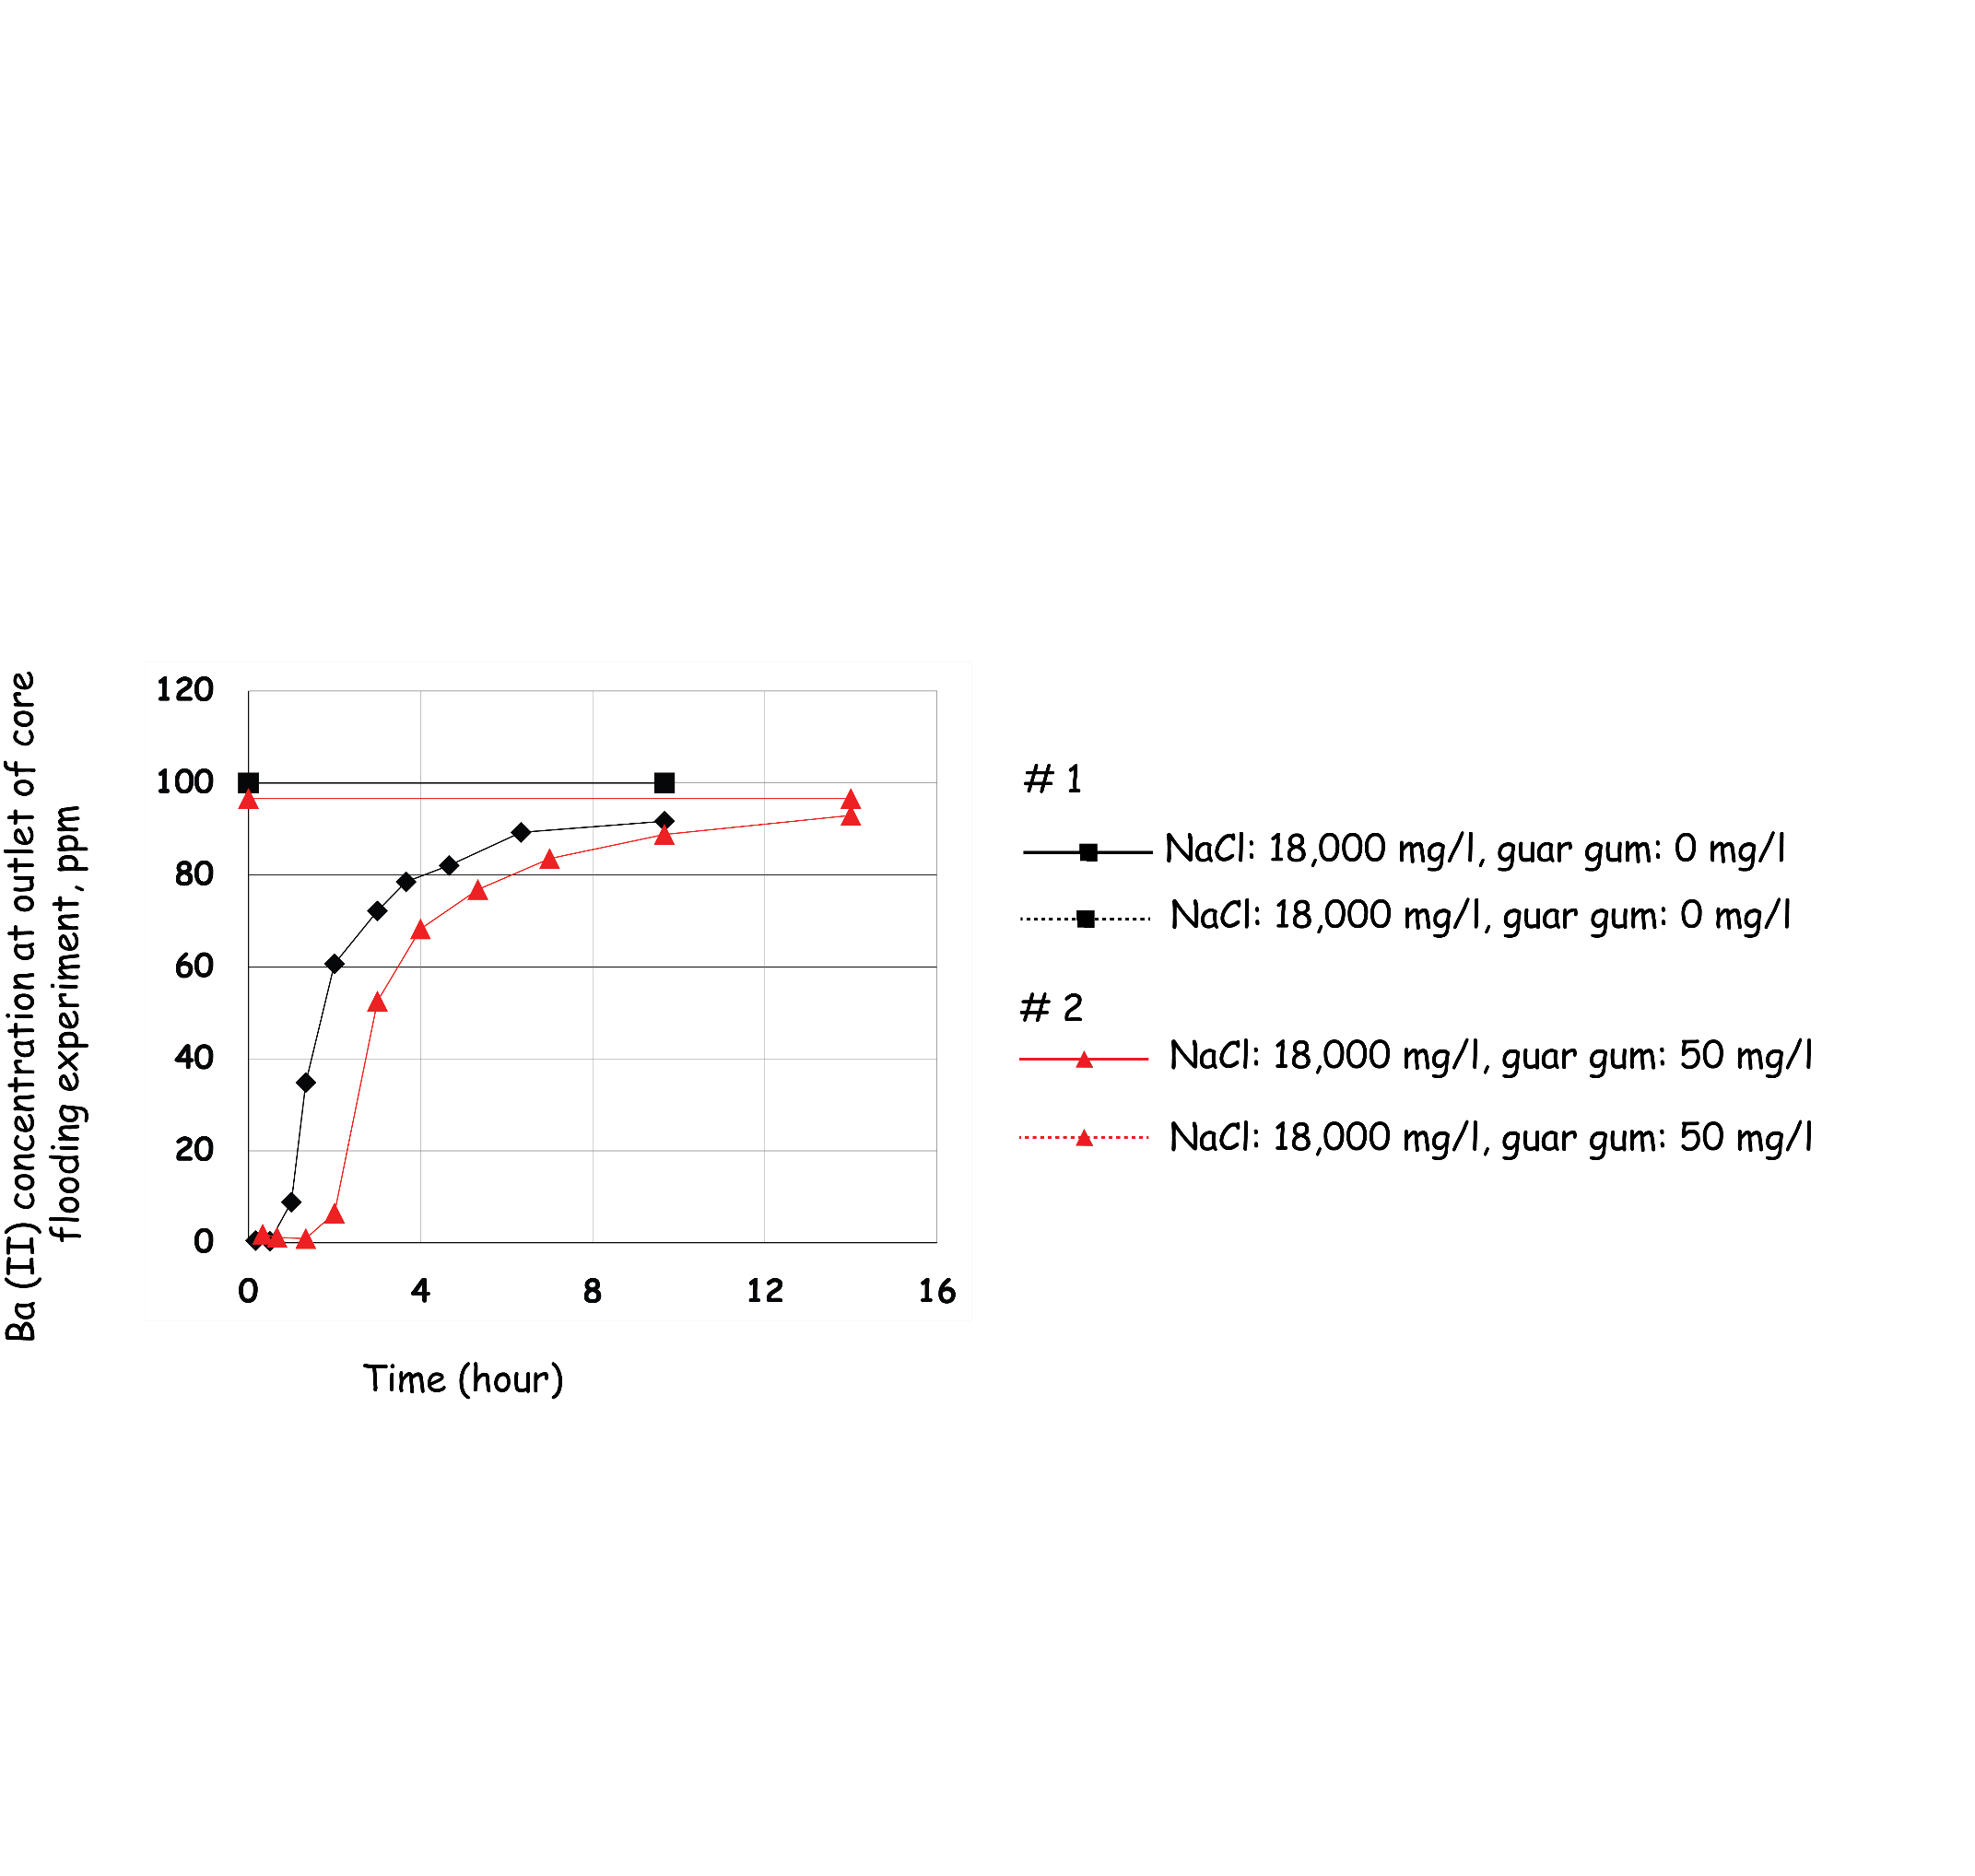 Ba (II) concentration at outlet of core
flooding experiment, ppm
120
100
80
60
40
20
0
0 4 8 12 16
Time (hour)
# 1
NaCl: 18,000 mg/l, guar gum: 0 mg/l
NaCl: 18,000 mg/l, guar gum: 0 mg/l
# 2
NaCl: 18,000 mg/l, guar gum: 50 mg/l
NaCl: 18,000 mg/l, guar gum: 50 mg/l